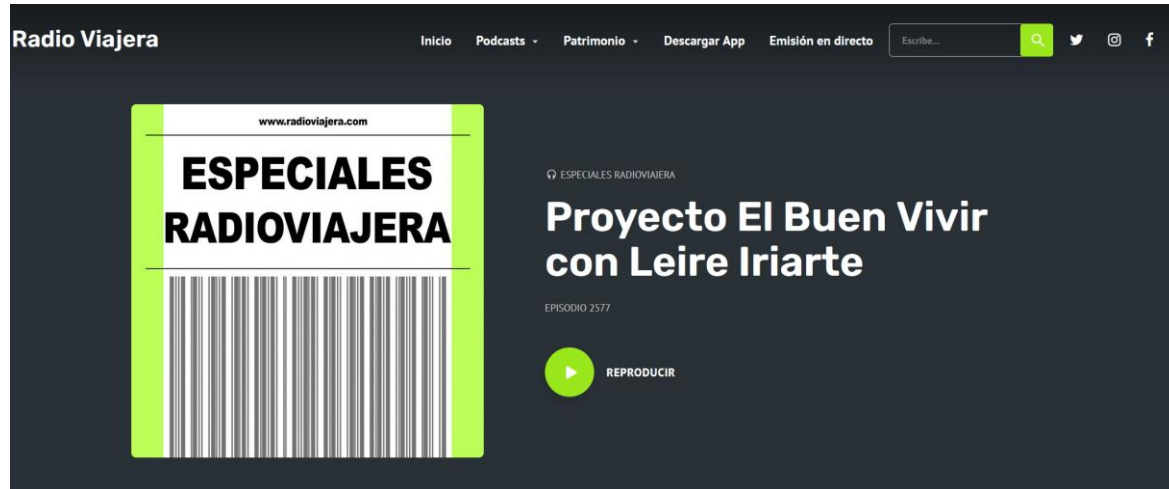 Radio Viajera
Inicio Podcasts Patrimonio Descargar App Emisión en directo Escribe...
www.radioviajera.com
ESPECIALES
RADIOVIAJERA
ESPECIALES RADIOVIAJERA
Proyecto El Buen Vivir
con Leire Iriarte
EPISODIO 2577
REPRODUCIR